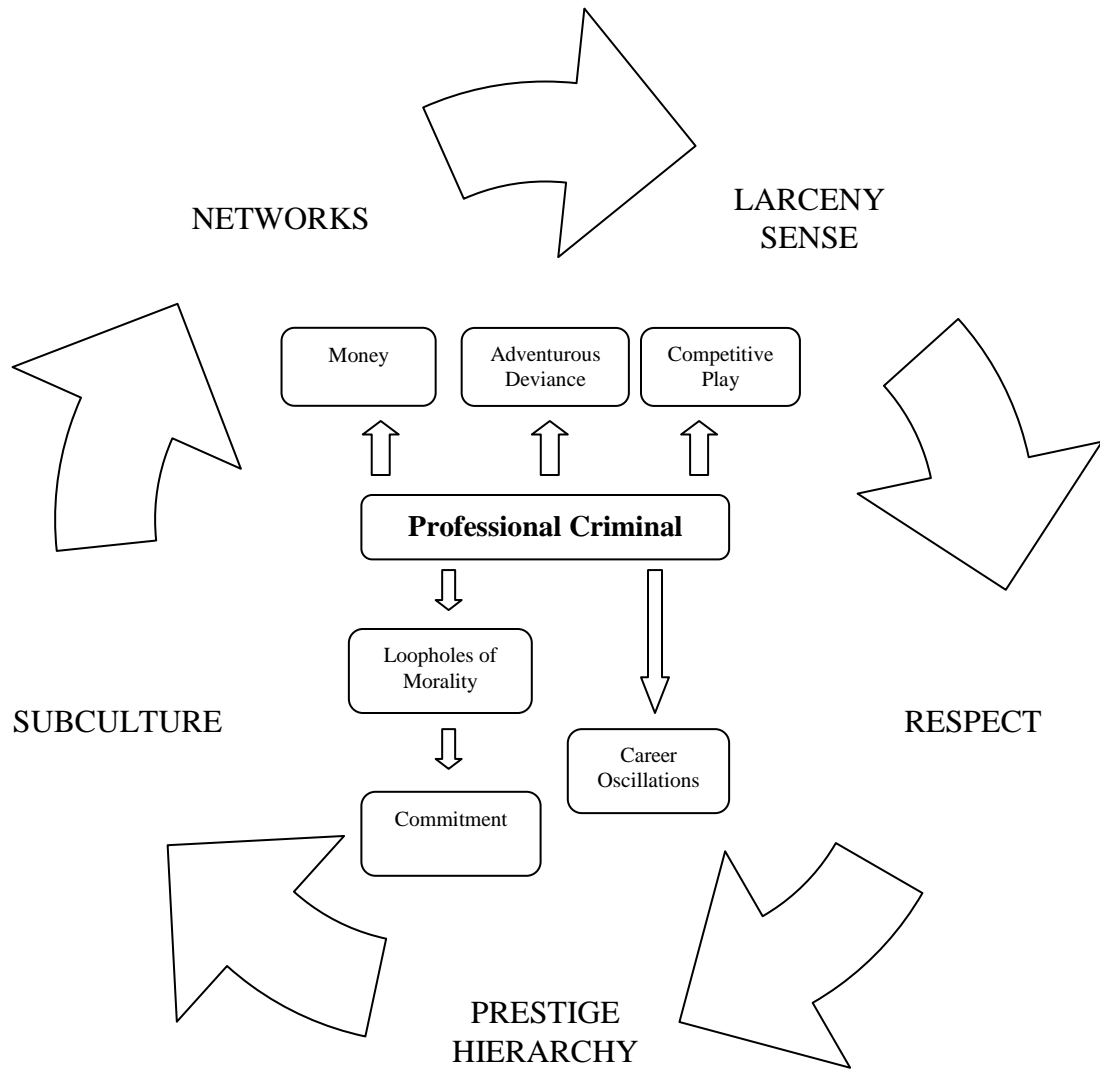 NETWORKS
LARCENY
SENSE
Money
Adventurous
Deviance
Competitive
Play
Professional Criminal
Loopholes of
Morality
SUBCULTURE
RESPECT
Career
Oscillations
Commitment
PRESTIGE
HIERARCHY